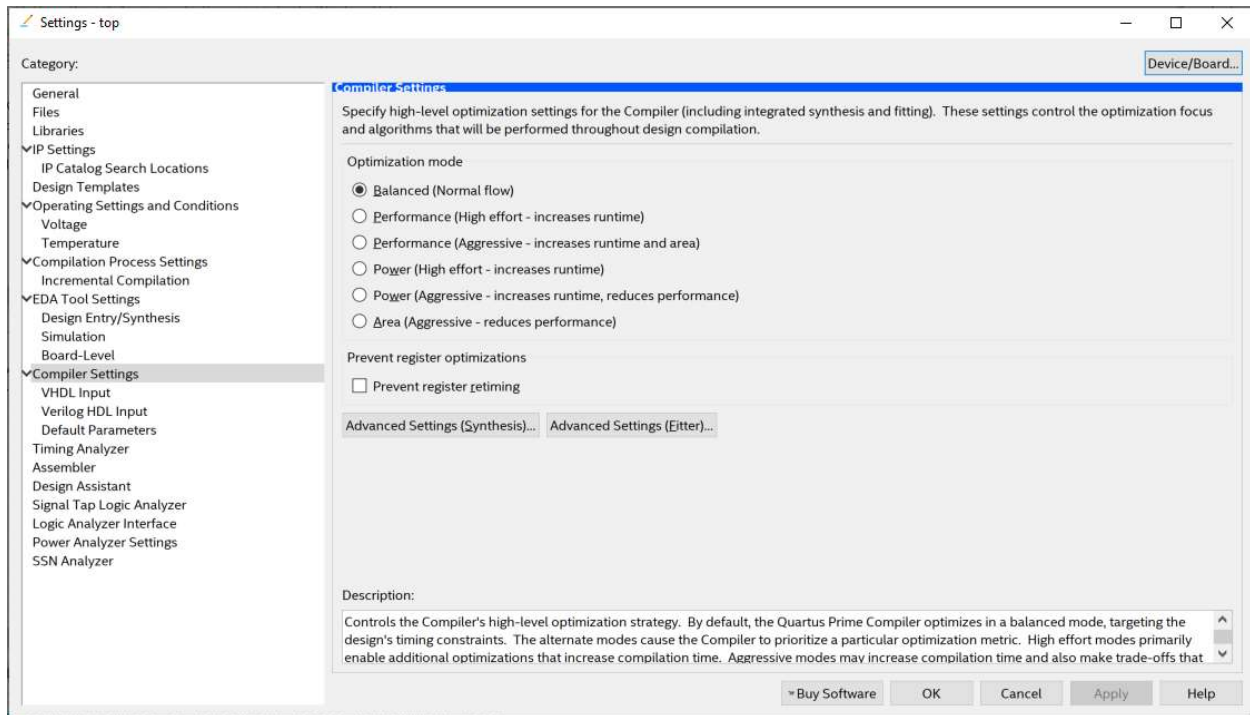 Settings - top
Category:
Device/Board...
General
Files
Libraries
IP Settings
IP Catalog Search Locations
Design Templates
Operating Settings and Conditions
Voltage
Temperature
Compilation Process Settings
Incremental Compilation
EDA Tool Settings
Design Entry/Synthesis
Simulation
Board-Level
Compiler Settings
VHDL Input
Verilog HDL Input
Default Parameters
Timing Analyzer
Assembler
Design Assistant
Signal Tap Logic Analyzer
Logic Analyzer Interface
Power Analyzer Settings
SSN Analyzer
Compiler Settings
Specify high-level optimization settings for the Compiler (including integrated synthesis and fitting). These settings control the optimization focus
and algorithms that will be performed throughout design compilation.
Optimization mode
Balanced (Normal flow)
Performance (High effort - increases runtime)
Performance (Aggressive - increases runtime and area)
Power (High effort - increases runtime)
Power (Aggressive - increases runtime, reduces performance)
Area (Aggressive - reduces performance)
Prevent register optimizations
Prevent register retiming
Advanced Settings (Synthesis)... Advanced Settings (Fitter)...
Description:
Controls the Compiler's high-level optimization strategy. By default, the Quartus Prime Compiler optimizes in a balanced mode, targeting the
design's timing constraints. The alternate modes cause the Compiler to prioritize a particular optimization metric. High effort modes primarily
enable additional optimizations that increase compilation time. Aggressive modes may increase compilation time and also make trade-offs that
Buy Software OK Cancel Apply Help